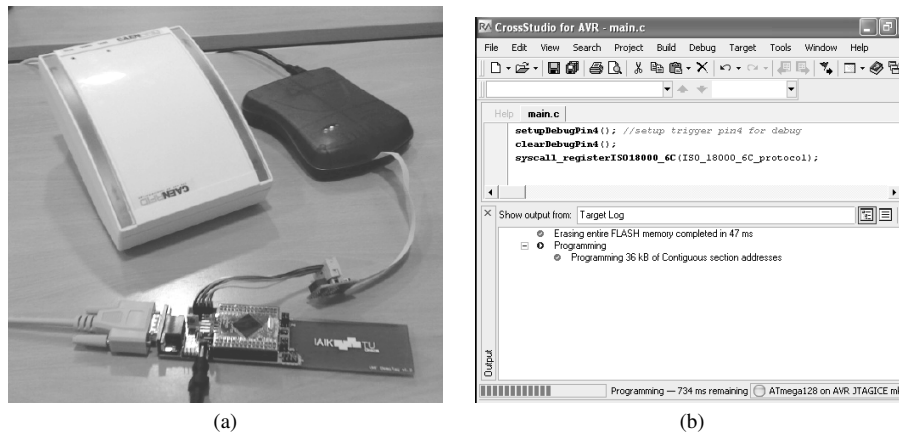 CAEN
CAEN
IAIK TU
(a)
CrossStudio for AVR - main.c
File Edit View Search Project Build Debug Target Tools Window Help
Help main.c
setupDebugPin4(); //setup trigger pin4 for debug
clearDebugPin4();
syscall_registerISO18000_6C(ISO_18000_6C_protocol);
Show output from: Target Log
Erasing entire FLASH memory completed in 47 ms
Programming
Programming 36 kB of Contiguous section addresses
Output
Programming — 734 ms remaining ATmega128 on AVR JTAGICE mk
(b)